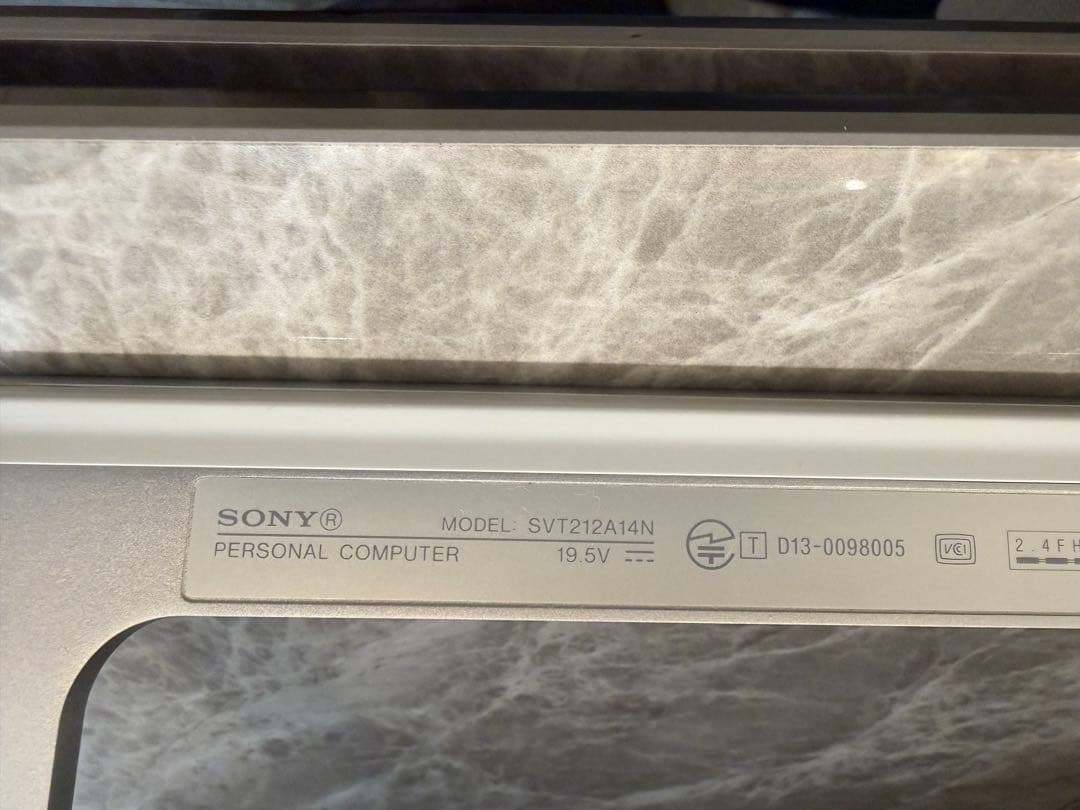 SONY® MODEL: SVT212A14N
PERSONAL COMPUTER 19.5V
T D13-0098005
VCI
2.4FH